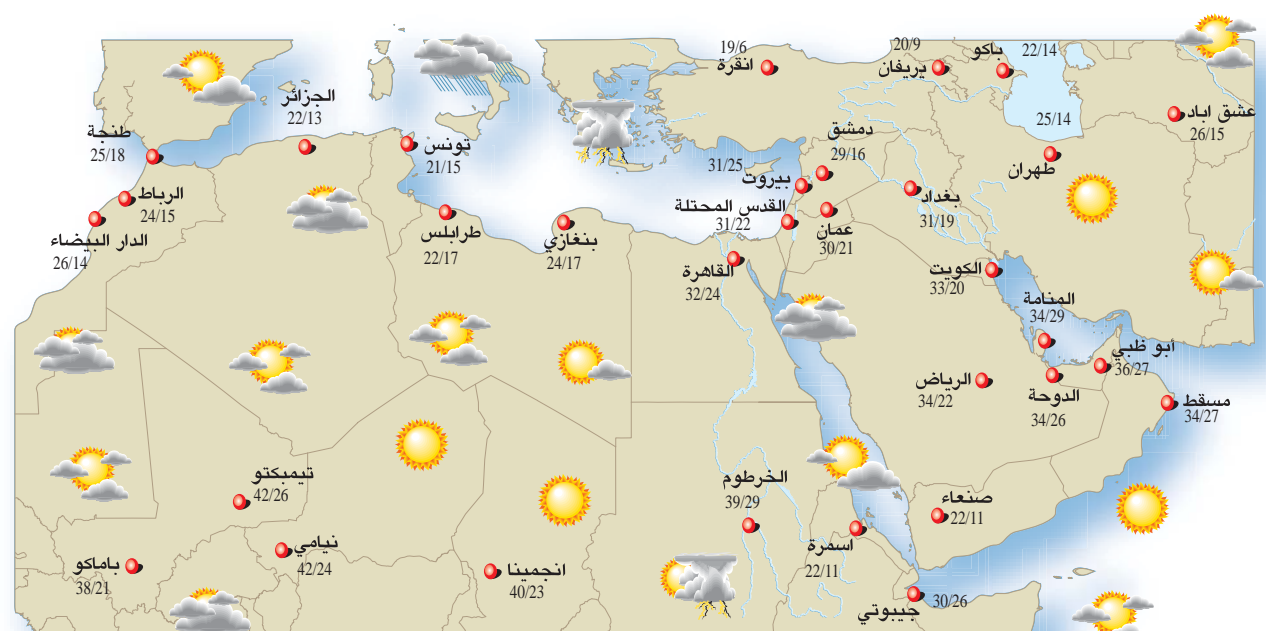 19/6
انقرة
20/9
يريفان
باكو
22/14
25/14
عشق اباد
26/15
طهران
الجزائر
22/13
طنجة
25/18
تونس
21/15
دمشق
29/16
31/25
بيروت
بغداد
31/19
الرباط
24/15
القدس المحتلة
31/22
عمان
30/21
الدار البيضاء
26/14
طرابلس
22/17
بنغازي
24/17
القاهرة
32/24
الكويت
33/20
المنامة
34/29
أبو ظبي
36/27
الرياض
34/22
الدوحة
34/26
مسقط
34/27
تيمبكتو
42/26
الخرطوم
39/29
صنعاء
22/11
اسمرة
22/11
نيامي
42/24
باماكو
38/21
انجمينا
40/23
جيبوتي
30/26